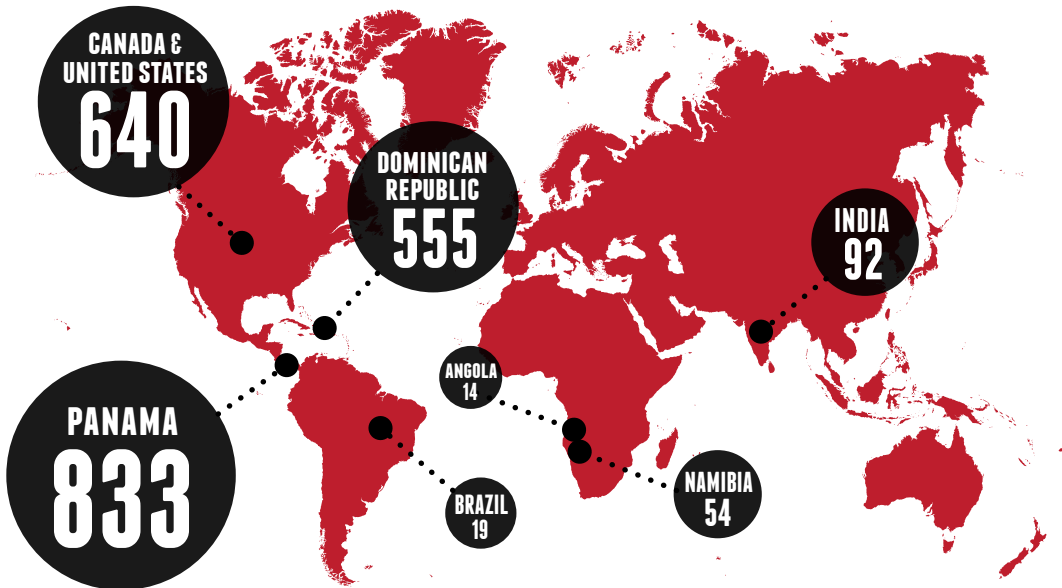 CANADA &
UNITED STATES
640
DOMINICAN
REPUBLIC
555
INDIA
92
ANGOLA
14
PANAMA
833
BRAZIL
19
NAMIBIA
54